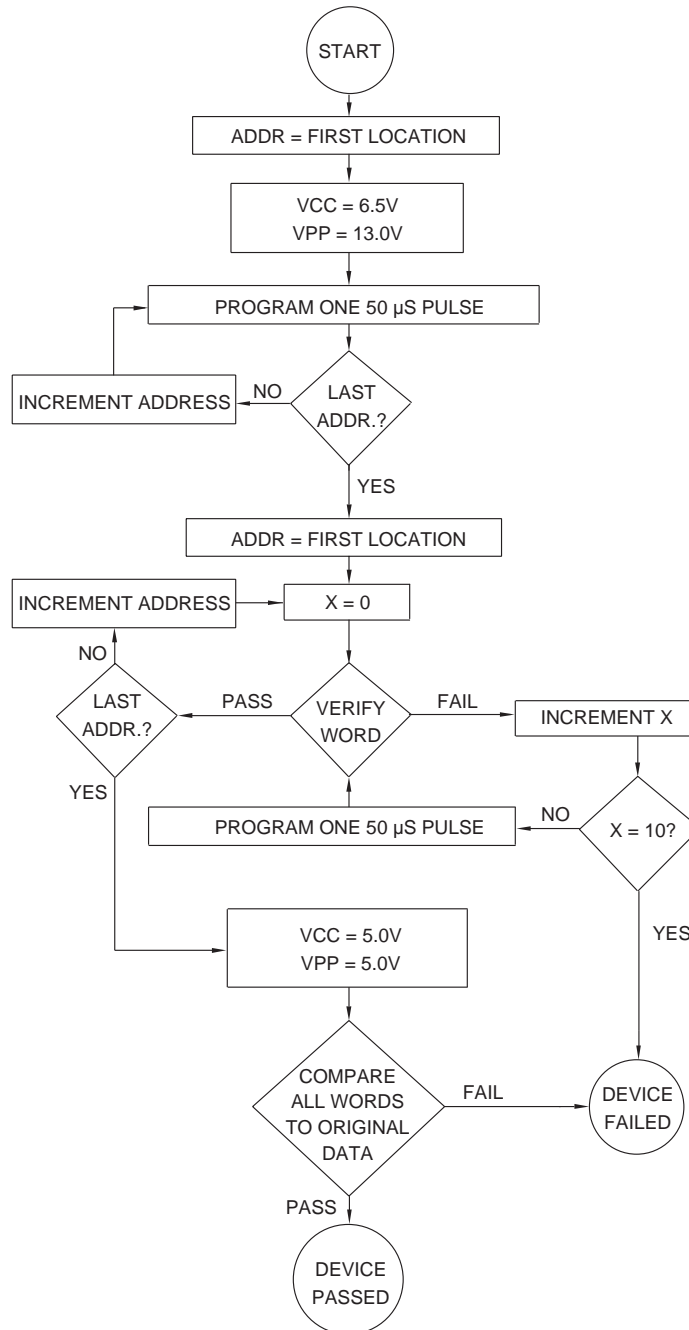 START
ADDR = FIRST LOCATION
VCC = 6.5V
VPP = 13.0V
PROGRAM ONE 50 µS PULSE
INCREMENT ADDRESS
NO
LAST
ADDR.?
YES
ADDR = FIRST LOCATION
INCREMENT ADDRESS
X = 0
NO
LAST
ADDR.?
PASS
VERIFY
WORD
FAIL
INCREMENT X
YES
PROGRAM ONE 50 µS PULSE
NO
X = 10?
VCC = 5.0V
VPP = 5.0V
YES
COMPARE
ALL WORDS
TO ORIGINAL
DATA
FAIL
DEVICE
FAILED
PASS
DEVICE
PASSED